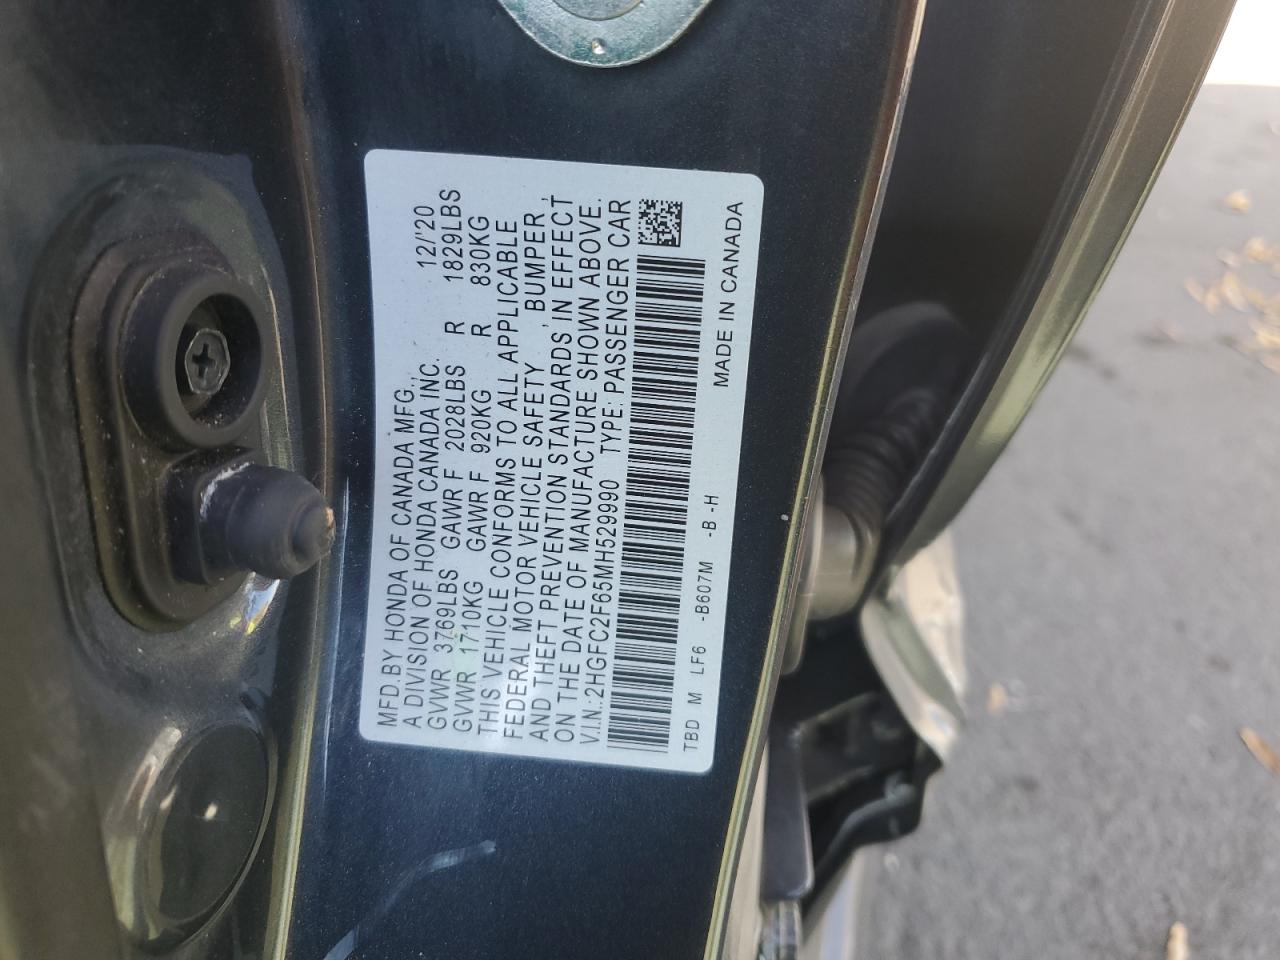 MFD.BY HONDA OF CANADA MFG., 12/'20
A DIVISION OF HONDA CANADA INC.
GVWR 3769LBS GAWR F 2028LBS R 1829LBS
GVWR 1710KG GAWR F 920KG R 830KG
THIS VEHICLE CONFORMS TO ALL APPLICABLE
FEDERAL MOTOR VEHICLE SAFETY , BUMPER ,
AND THEFT PREVENTION STANDARDS IN EFFECT
ON THE DATE OF MANUFACTURE SHOWN ABOVE.
V.I.N.:2HGFC2F65MH529990 TYPE: PASSENGER CAR
TBD M LF6 -B607M -B -H MADE IN CANADA